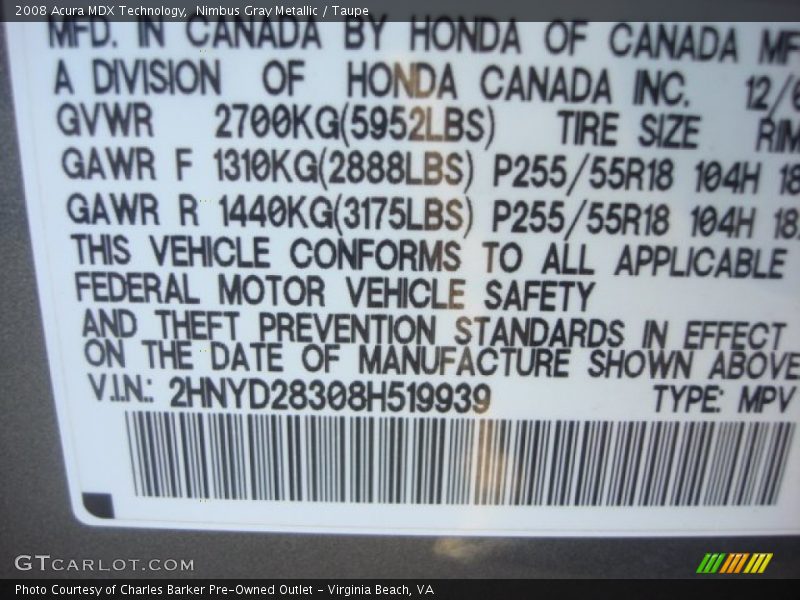 2008 Acura MDX Technology, Nimbus Gray Metallic / Taupe
MFD. IN CANADA BY HONDA OF CANADA MF
A DIVISION OF HONDA CANADA INC. 12/
GVWR 2700KG(5952LBS) TIRE SIZE RIM
GAWR F 1310KG(2888LBS) P255/55R18 104H 18
GAWR R 1440KG(3175LBS) P255/55R18 104H 18
THIS VEHICLE CONFORMS TO ALL APPLICABLE
FEDERAL MOTOR VEHICLE SAFETY
AND THEFT PREVENTION STANDARDS IN EFFECT
ON THE DATE OF MANUFACTURE SHOWN ABOVE
V.I.N.: 2HNYD28308H519939 TYPE: MPV
GTCARLOT.COM
Photo Courtesy of Charles Barker Pre-Owned Outlet - Virginia Beach, VA